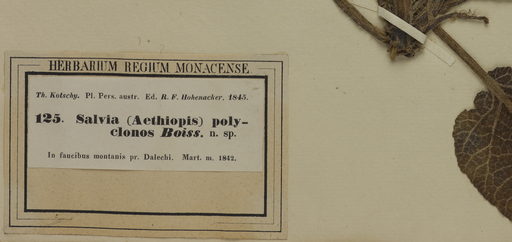 HERBARIUM REGIUM MONACENSE
Th. Kotschy. Pl. Pers. austr. Ed. R. F. Hohenacker. 1845.
125. Salvia (Aethiopis) poly-
clonos Boiss. n. sp.
In faucibus montanis pr. Dalechi. Mart. m. 1842.